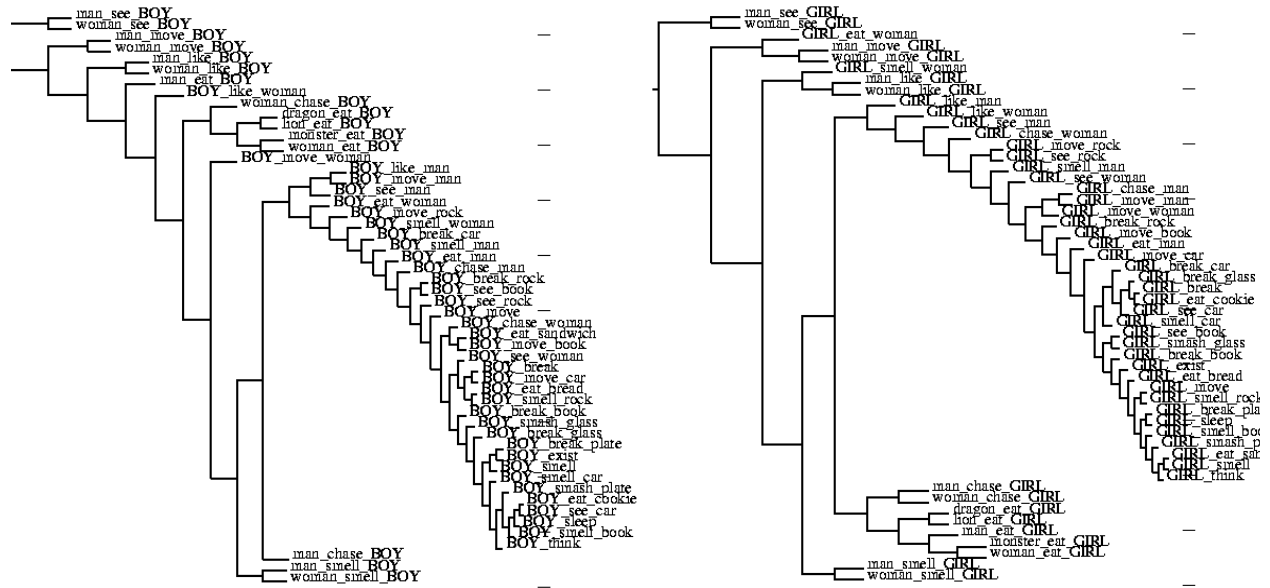 man_see_BOY
woman_see_BOY
man_move_BOY
woman_move_BOY
man_like_BOY
woman_like_BOY
man_eat_BOY
BOY_like_woman
woman_chase_BOY
dragon_eat_BOY
lion_eat_BOY
monster_eat_BOY
woman_eat_BOY
BOY_move_woman
BOY_like_man
BOY_move_man
BOY_see_man
BOY_eat_woman
BOY_move_rock
BOY_smell_woman
BOY_break_car
BOY_smell_man
BOY_eat_man
BOY_chase_man
BOY_break_rock
BOY_see_book
BOY_see_rock
BOY_move
BOY_chase_woman
BOY_eat_sandwich
BOY_move_book
BOY_see_woman
BOY_break
BOY_move_car
BOY_eat_bread
BOY_smell_rock
BOY_break_book
BOY_smash_glass
BOY_break_glass
BOY_break_plate
BOY_exist
BOY_smell
BOY_smell_car
BOY_smash_plate
BOY_eat_cookie
BOY_see_car
BOY_sleep
BOY_smell_book
BOY_think
man_chase_BOY
man_smell_BOY
woman_smell_BOY
man_see_GIRL
woman_see_GIRL
GIRL_eat_woman
man_move_GIRL
woman_move_GIRL
GIRL_smell_woman
man_like_GIRL
woman_like_GIRL
GIRL_like_man
GIRL_like_woman
GIRL_see_man
GIRL_chase_woman
GIRL_move_rock
GIRL_see_rock
GIRL_smell_man
GIRL_see_woman
GIRL_chase_man
GIRL_move_man
GIRL_move_woman
GIRL_break_rock
GIRL_move_book
GIRL_eat_man
GIRL_move_car
GIRL_break_car
GIRL_break_glass
GIRL_break
GIRL_eat_cookie
GIRL_see_car
GIRL_smell_car
GIRL_see_book
GIRL_smash_glass
GIRL_break_book
GIRL_exist
GIRL_eat_bread
GIRL_move
GIRL_smell_rock
GIRL_break_pla
GIRL_sleep
GIRL_smell_boo
GIRL_smash_p
GIRL_eat_san
GIRL_smell
GIRL_think
man_chase_GIRL
woman_chase_GIRL
dragon_eat_GIRL
lion_eat_GIRL
man_eat_GIRL
monster_eat_GIRL
woman_eat_GIRL
man_smell_GIRL
woman_smell_GIRL